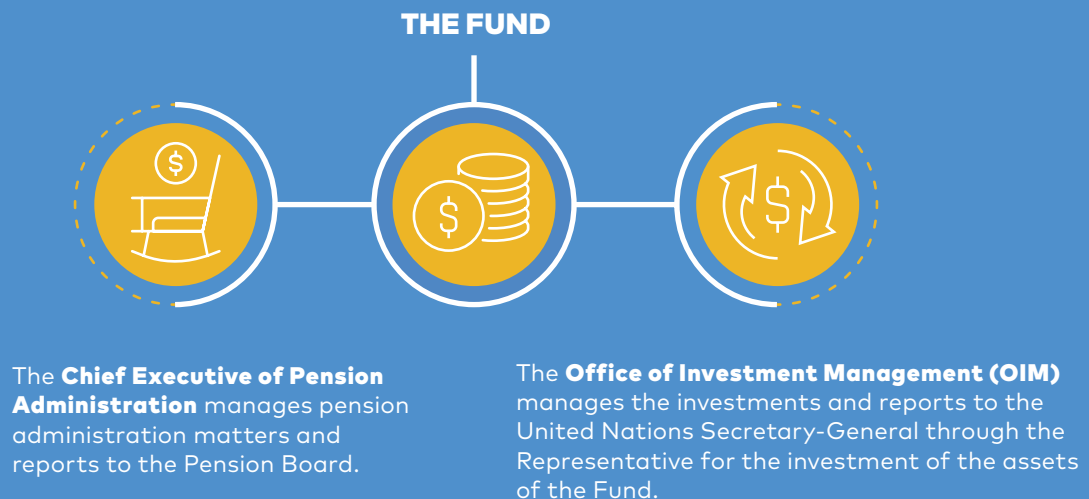 THE FUND
$
$
$
The Chief Executive of Pension
Administration manages pension
administration matters and
reports to the Pension Board.
The Office of Investment Management (OIM)
manages the investments and reports to the
United Nations Secretary-General through the
Representative for the investment of the assets
of the Fund.